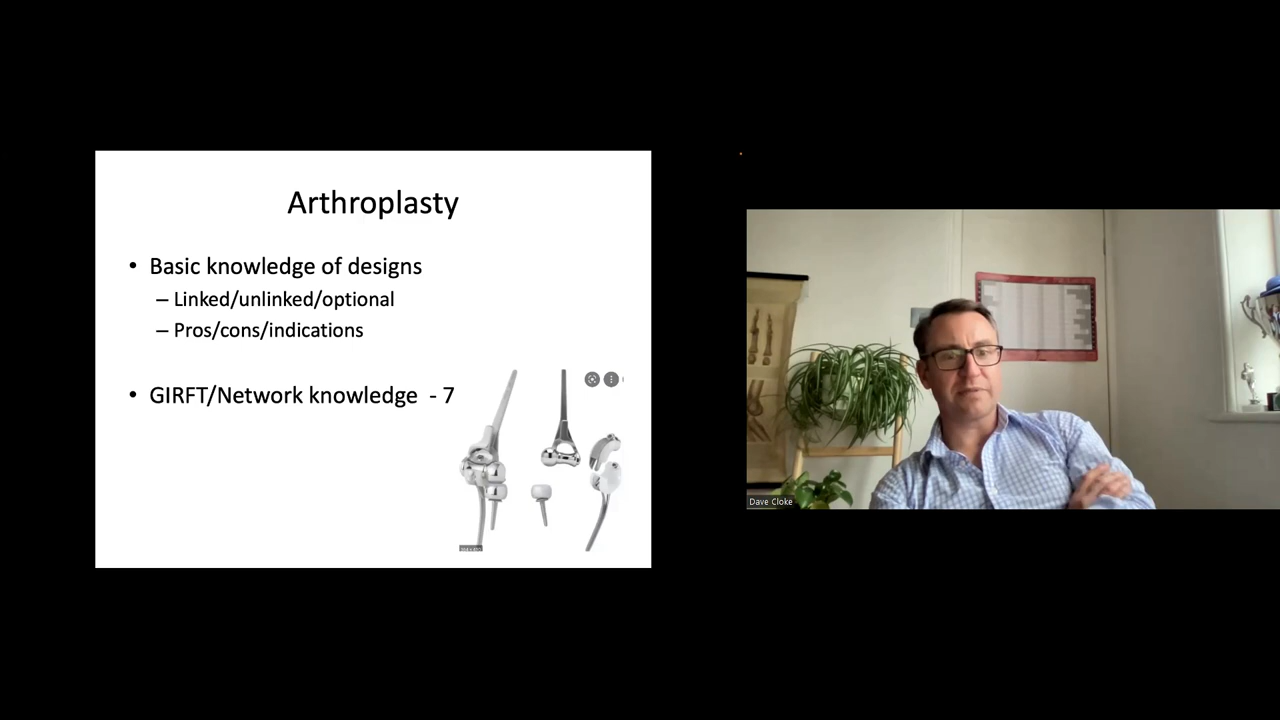 Arthroplasty
• Basic knowledge of designs
– Linked/unlinked/optional
– Pros/cons/indications
• GIRFT/Network knowledge - 7
Dave Cloke